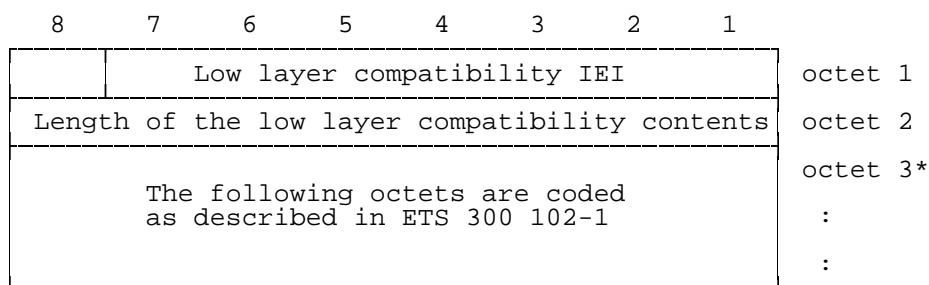 8 7 6 5 4 3 2 1
Low layer compatibility IEI octet 1
Length of the low layer compatibility contents octet 2
octet 3*
The following octets are coded
as described in ETS 300 102-1 :
: